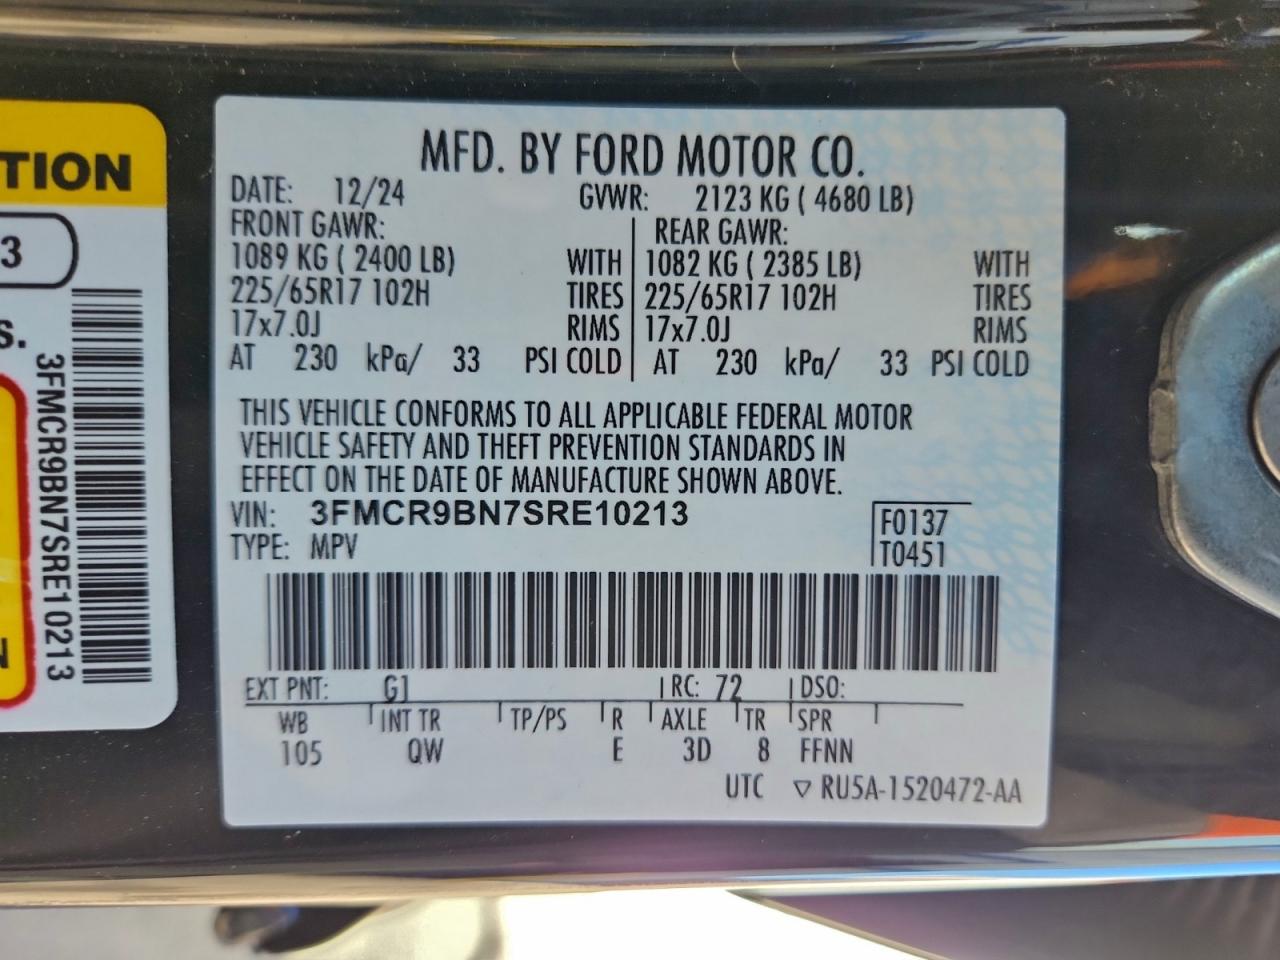 TION
3
S.
3FMCR9BN7SRE10213
N
MFD. BY FORD MOTOR CO.
DATE: 12/24 GVWR: 2123 KG ( 4680 LB)
FRONT GAWR: REAR GAWR:
1089 KG ( 2400 LB) WITH 1082 KG ( 2385 LB) WITH
225/65R17 102H TIRES 225/65R17 102H TIRES
17x7.0J RIMS 17x7.0J RIMS
AT 230 kPa/ 33 PSI COLD AT 230 kPa/ 33 PSI COLD
THIS VEHICLE CONFORMS TO ALL APPLICABLE FEDERAL MOTOR
VEHICLE SAFETY AND THEFT PREVENTION STANDARDS IN
EFFECT ON THE DATE OF MANUFACTURE SHOWN ABOVE.
VIN: 3FMCR9BN7SRE10213 F0137
TYPE: MPV T0451
EXT PNT: G1 RC: 72 DSO:
WB INT TR TP/PS R AXLE TR SPR
105 QW E 3D 8 FFNN
UTC ▽ RU5A-1520472-AA